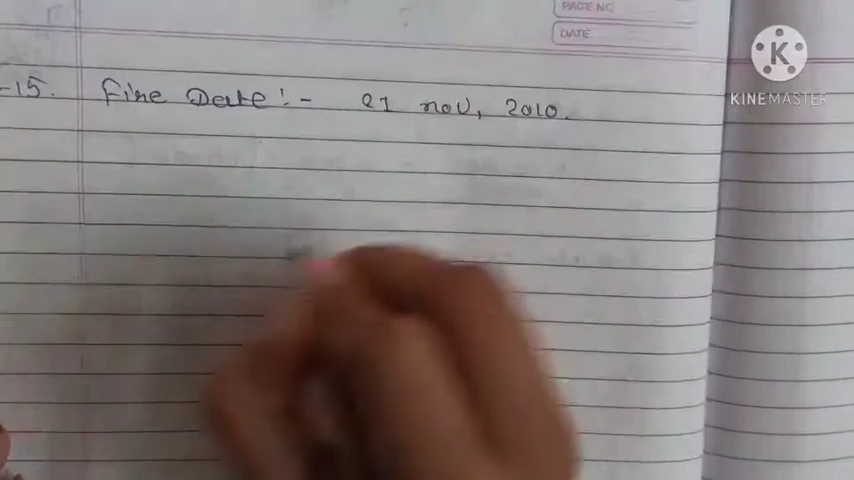 PAGE NO.
DATE
-15. Fire Date :- 21 nov, 2010.
KINEMASTER